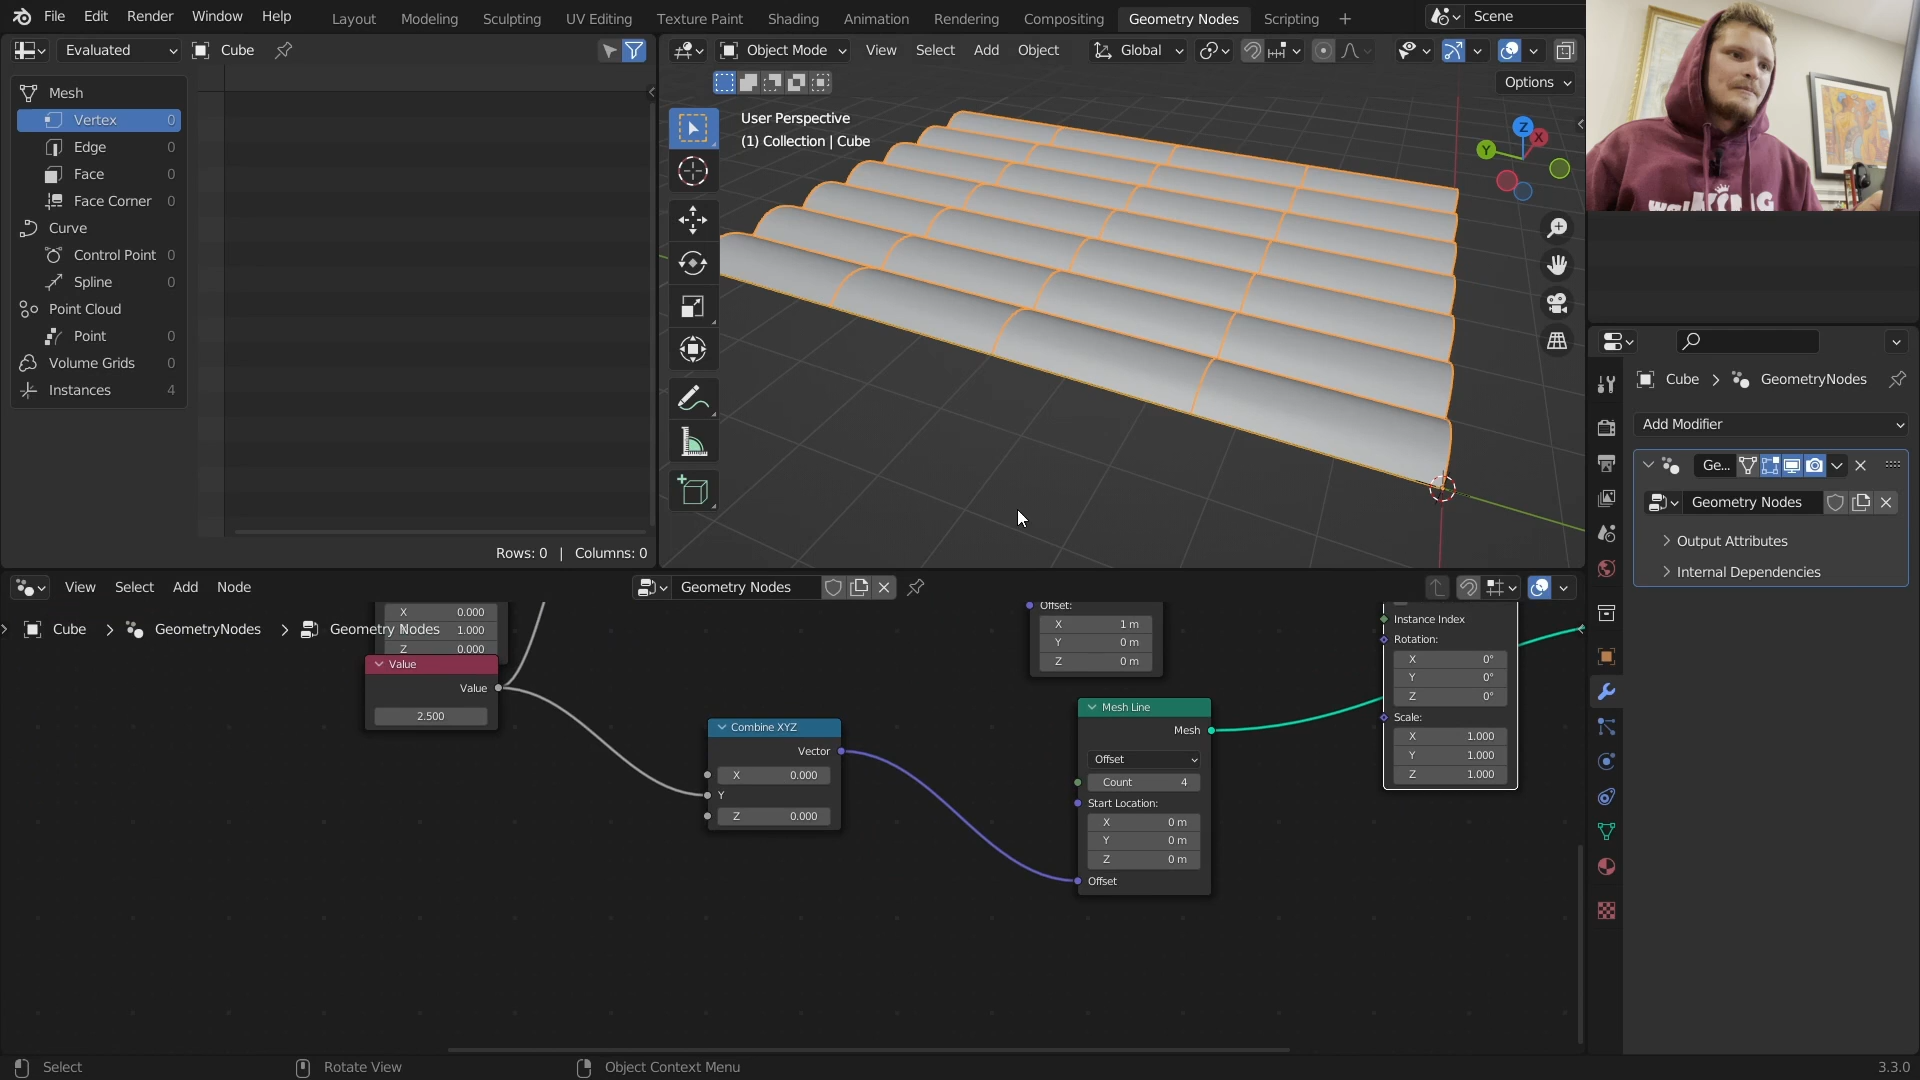 File Edit Render Window Help
Layout Modeling Sculpting UV Editing Texture Paint Shading Animation Rendering Compositing Geometry Nodes Scripting +
Scene
Evaluated
Cube
Mesh
Vertex 0
Edge 0
Face 0
Face Corner 0
Curve
Control Point 0
Spline 0
Point Cloud
Point 0
Volume Grids 0
Instances 4
Rows: 0 | Columns: 0
Object Mode View Select Add Object Global
Options
User Perspective
(1) Collection | Cube
Z
X
Y
Cube > GeometryNodes
Add Modifier
Ge...
Geometry Nodes
Output Attributes
Internal Dependencies
View Select Add Node
Geometry Nodes
Cube > GeometryNodes > Geometry Nodes
X 0.000
1.000
Z 0.000
Value
Value
2.500
Combine XYZ
Vector
X 0.000
Y
Z 0.000
Offset:
X 1 m
Y 0 m
Z 0 m
Mesh Line
Mesh
Offset
Count 4
Start Location:
X 0 m
Y 0 m
Z 0 m
Offset
Instance Index
Rotation:
X 0°
Y 0°
Z 0°
Scale:
X 1.000
Y 1.000
Z 1.000
Select Rotate View Object Context Menu
3.3.0